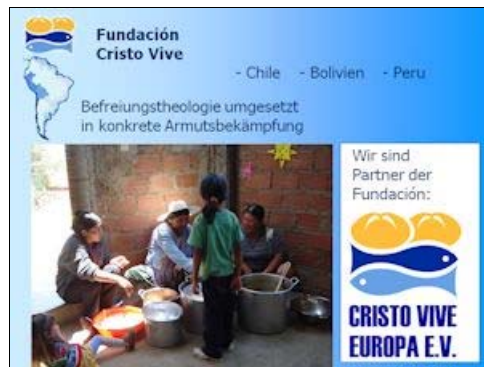 Fundación
Cristo Vive
- Chile - Bolivien - Peru
Befreiungstheologie umgesetzt
in konkrete Armutsbekämpfung
Wir sind
Partner der
Fundación:
CRISTO VIVE
EUROPA E.V.